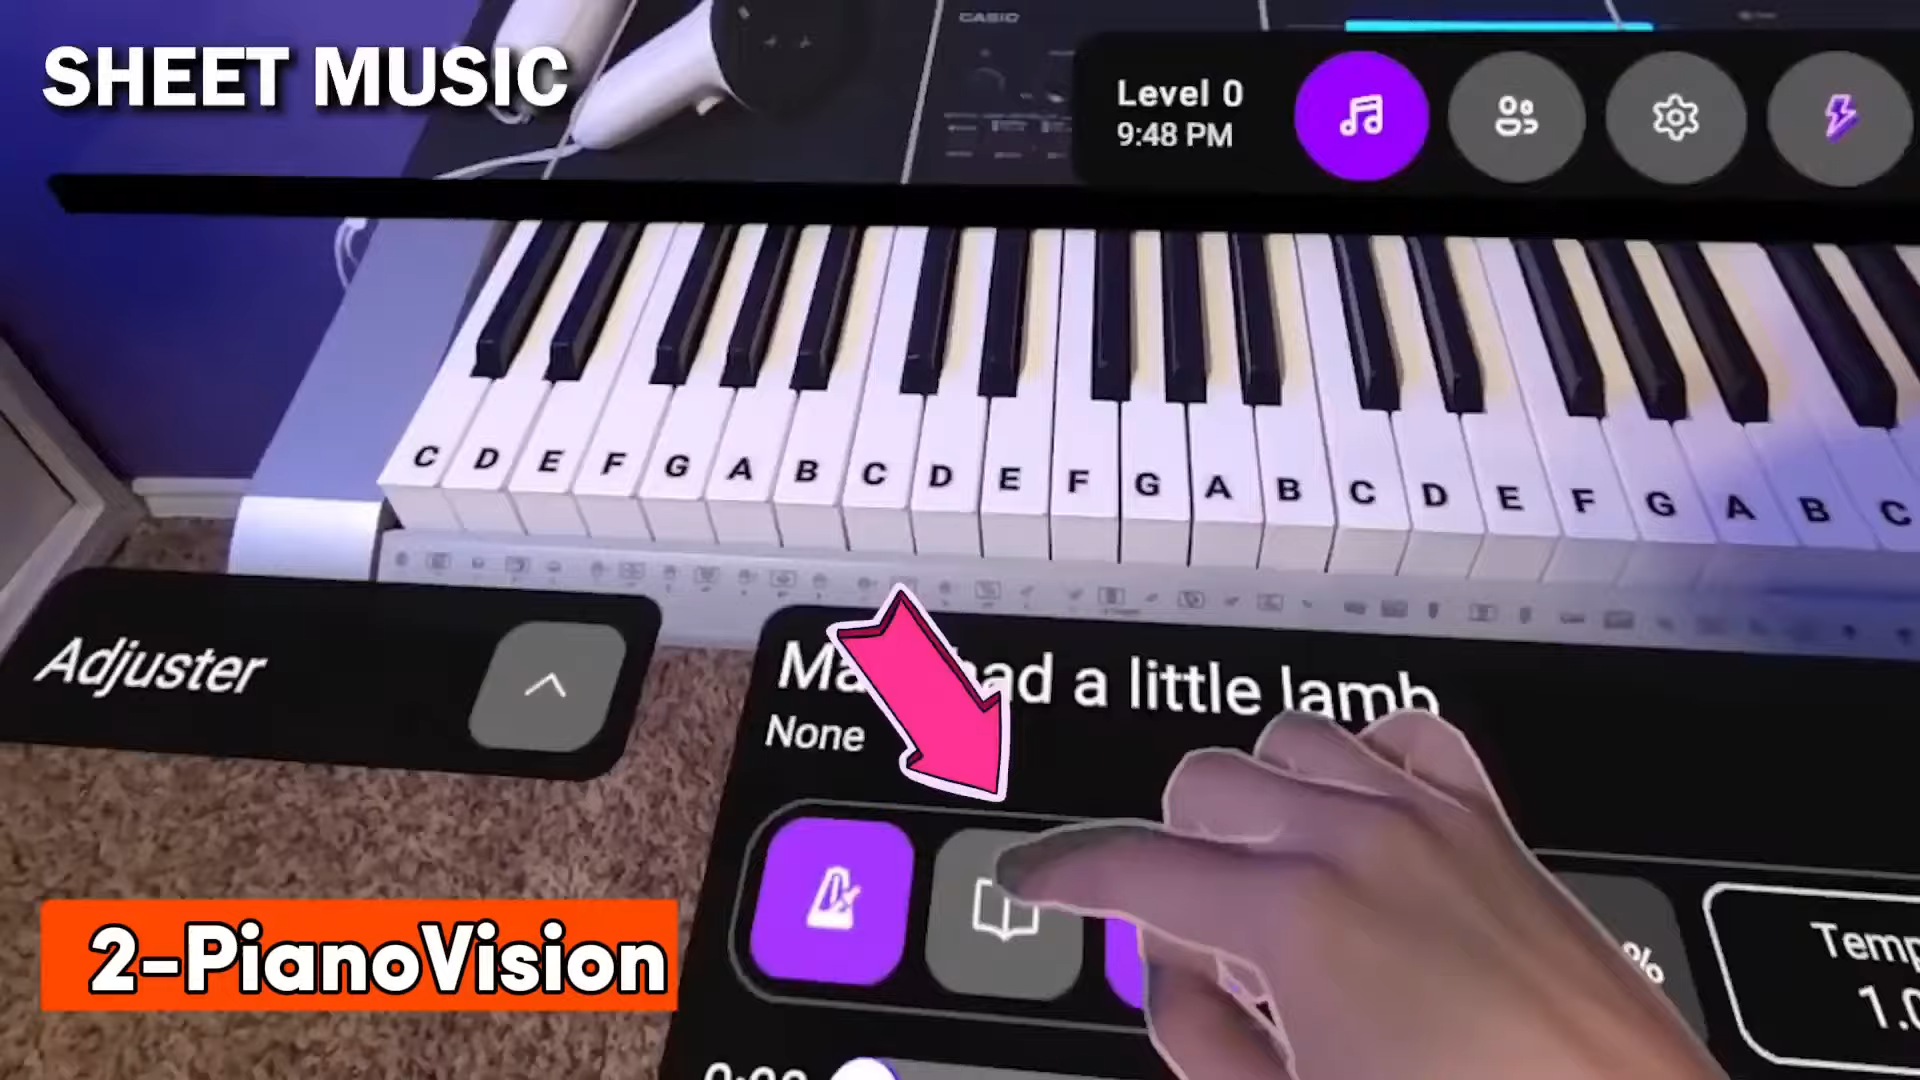 SHEET MUSIC
CASIO
Level 0
9:48 PM
C D E F G A B C D E F G A B C D E F G A B C
Adjuster
had a little lamb
None
%
2-PianoVision